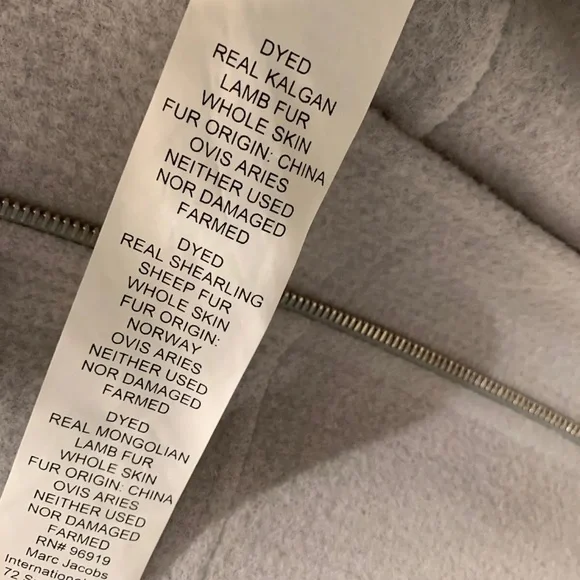 DYED
REAL KALGAN
LAMB FUR
WHOLE SKIN
FUR ORIGIN: CHINA
OVIS ARIES
NEITHER USED
NOR DAMAGED
FARMED
DYED
REAL SHEARLING
SHEEP FUR
WHOLE SKIN
FUR ORIGIN:
NORWAY
OVIS ARIES
NEITHER USED
NOR DAMAGED
FARMED
DYED
REAL MONGOLIAN
LAMB FUR
WHOLE SKIN
FUR ORIGIN: CHINA
OVIS ARIES
NEITHER USED
NOR DAMAGED
FARMED
RN# 96919
Marc Jacobs
International
72